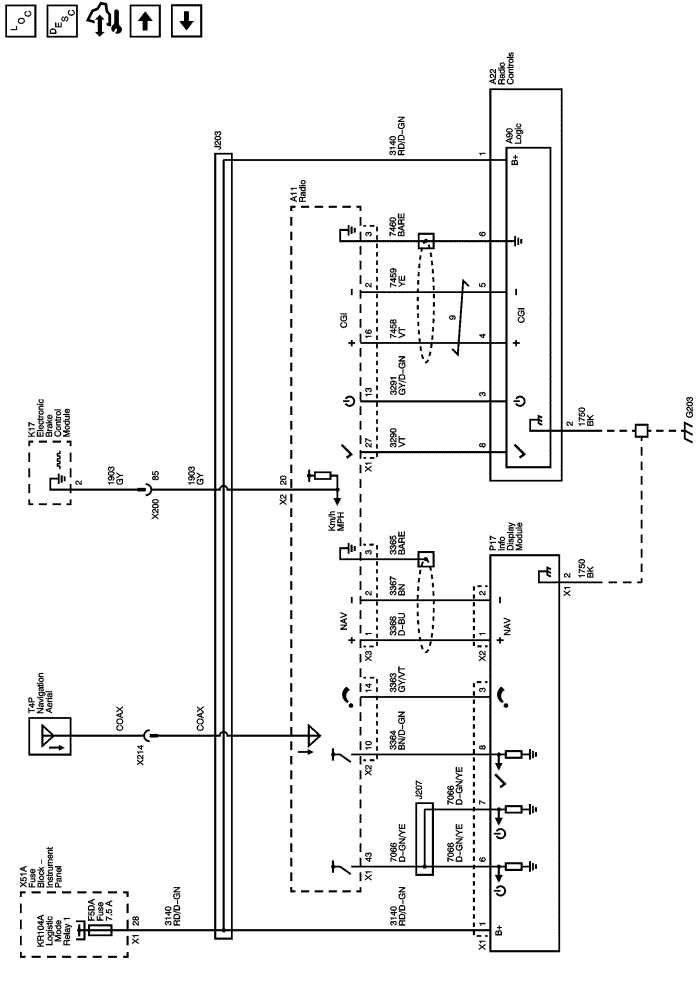 LOC
DESC
K17
Electronic
Brake
Control
Module
2
1903
GY
X200
85
1903
GY
J203
X2
20
Km/h
MPH
A11
Radio
T4P
Navigation
Aerial
COAX
X214
COAX
X51A
Fuse
Block –
Instrument
Panel
KR104A
Logistic
Mode
Relay 1
F5DA
Fuse
7.5 A
X1
28
3140
RD/D-GN
3140
RD/D-GN
3140
RD/D-GN
1
B+
A22
Radio
Controls
A90
Logic
3
7460
BARE
6
2
7459
YE
5
–
CGI
16
7458
VT
4
+
9
CGI
13
3291
GY/D-GN
3
X1
27
3290
VT
8
2
1750
BK
G203
3
3365
BARE
2
3367
BN
2
–
NAV
X3
1
3366
D-BU
X2
1
+
NAV
14
3363
GY/VT
3
X2
10
3364
BN/D-GN
8
J207
7066
D-GN/YE
7
X1
43
7066
D-GN/YE
7066
D-GN/YE
6
X1
1
B+
P17
Info
Display
Module
X1
2
1750
BK